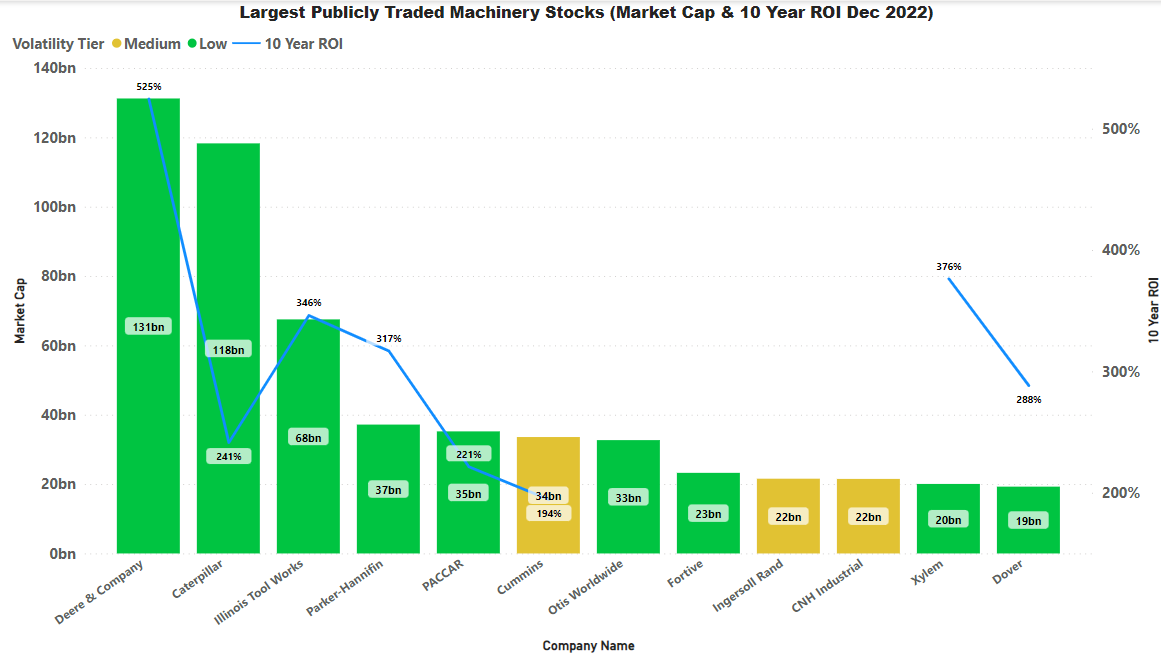 Largest Publicly Traded Machinery Stocks (Market Cap & 10 Year ROI Dec 2022)
Volatility Tier Medium Low 10 Year ROI
140bn
120bn
100bn
80bn
60bn
40bn
20bn
0bn
Market Cap
525%
241%
346%
317%
221%
194%
376%
288%
131bn
118bn
68bn
37bn
35bn
34bn
33bn
23bn
22bn
22bn
20bn
19bn
500%
400%
300%
200%
10 Year ROI
Deere & Company
Caterpillar
Illinois Tool Works
Parker-Hannifin
PACCAR
Cummins
Otis Worldwide
Fortive
Ingersoll Rand
CNH Industrial
Xylem
Dover
Company Name